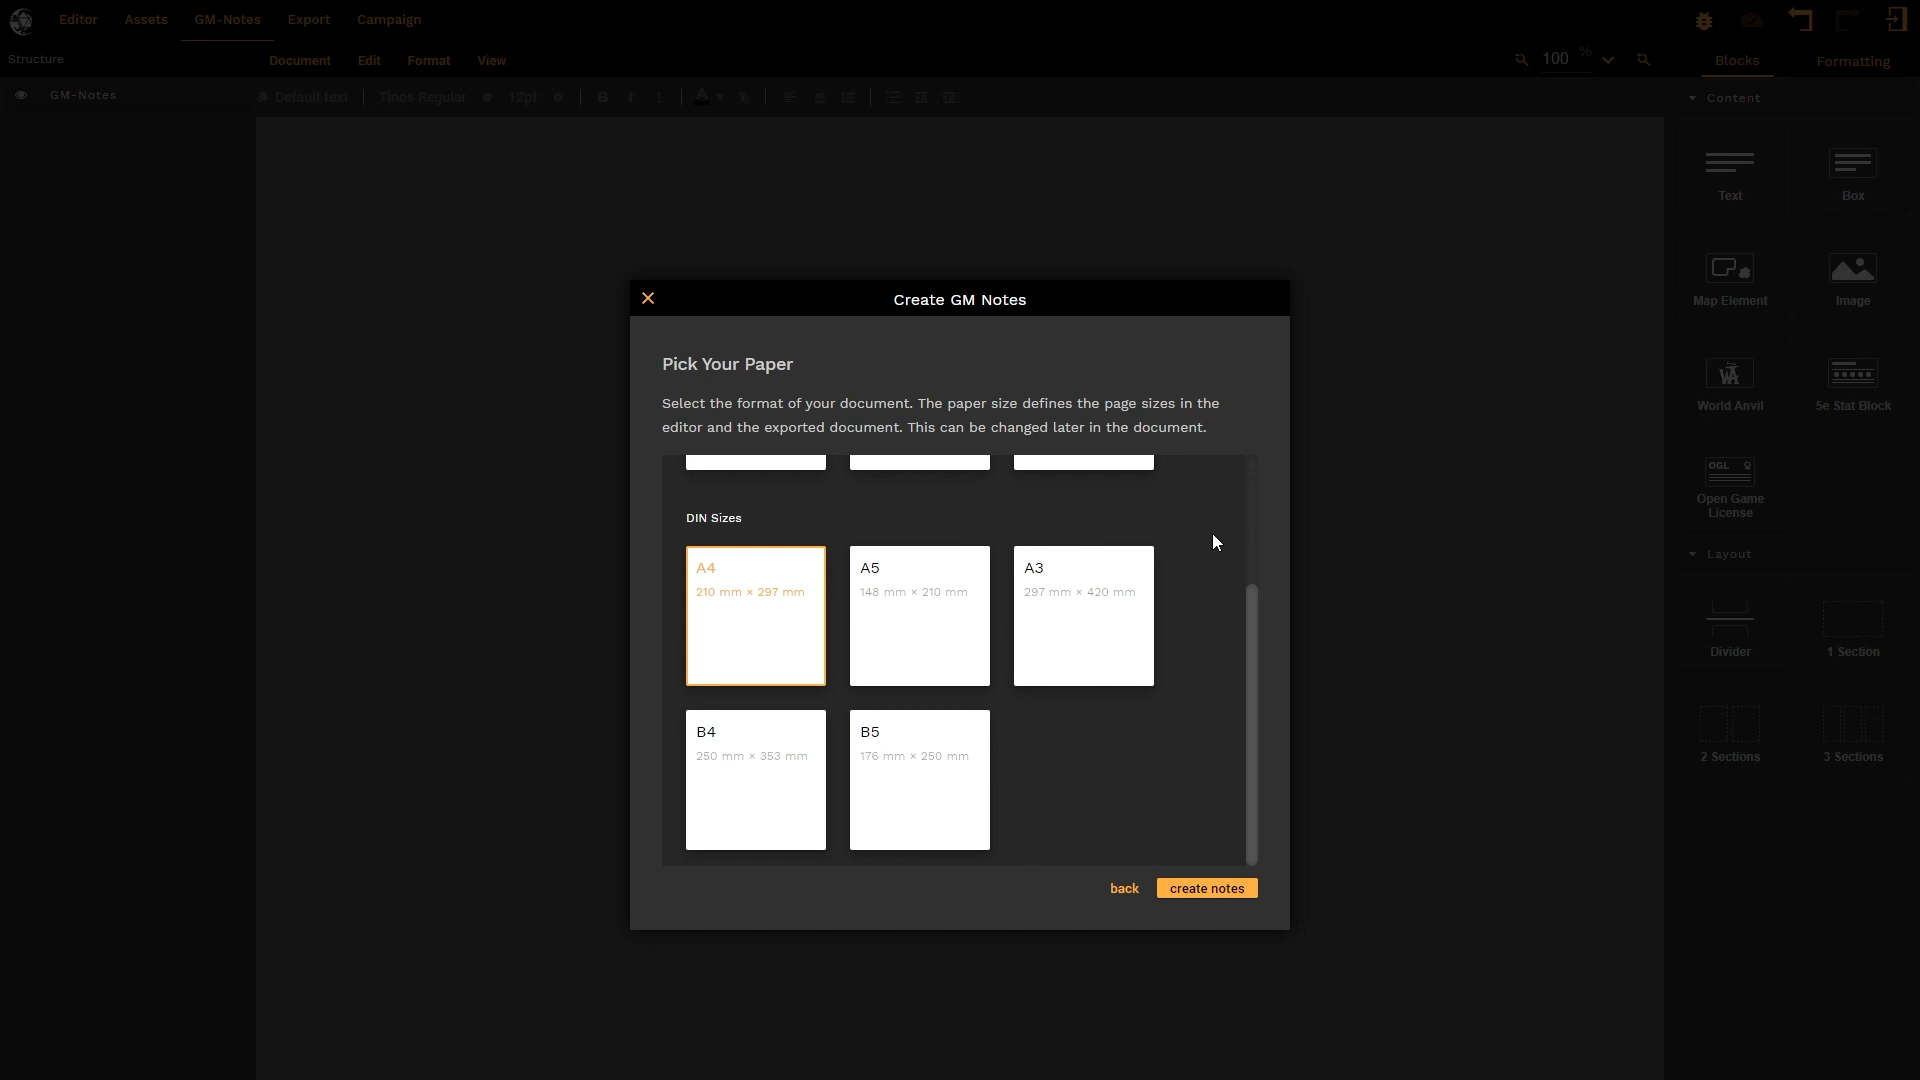 Editor Assets GM-Notes Export Campaign
Structure
Document Edit Format View
100 %
Blocks Formatting
GM-Notes
Default text Tinos Regular 12pt B I A
Content
Text Box
Map Element Image
World Anvil 5e Stat Block
OGL
Open Game
License
Layout
Divider 1 Section
2 Sections 3 Sections
Create GM Notes
Pick Your Paper
Select the format of your document. The paper size defines the page sizes in the
editor and the exported document. This can be changed later in the document.
DIN Sizes
A4 A5 A3
210 mm × 297 mm 148 mm × 210 mm 297 mm × 420 mm
B4 B5
250 mm × 353 mm 176 mm × 250 mm
back create notes